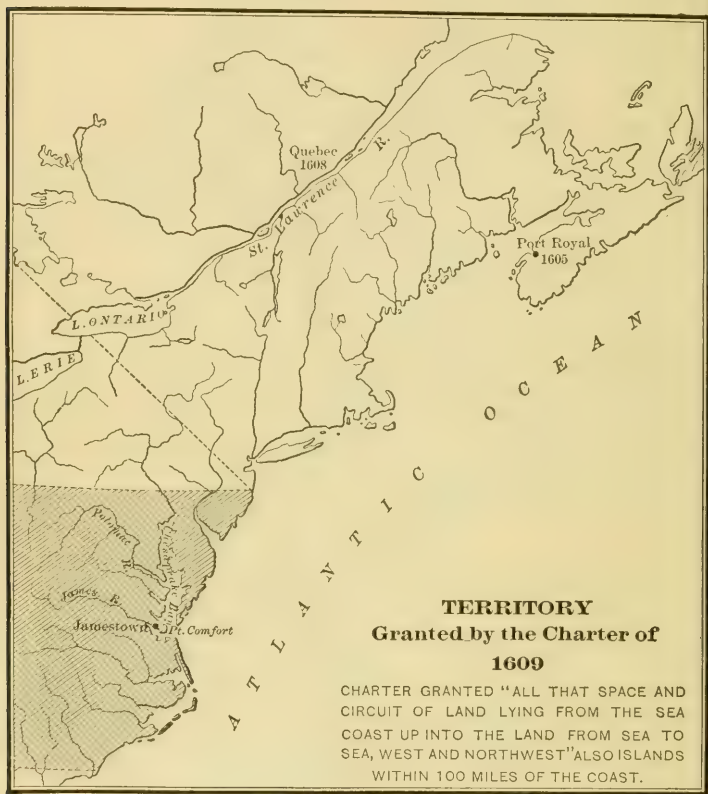 Quebec
1608
St. Lawrence R.
Port Royal
1605
L. ONTARIO
L. ERIE
ATLANTIC OCEAN
Potomac R.
Chesapeake Bay
James R.
Jamestown
Pt. Comfort
TERRITORY
Granted by the Charter of
1609
CHARTER GRANTED "ALL THAT SPACE AND
CIRCUIT OF LAND LYING FROM THE SEA
COAST UP INTO THE LAND FROM SEA TO
SEA, WEST AND NORTHWEST" ALSO ISLANDS
WITHIN 100 MILES OF THE COAST.